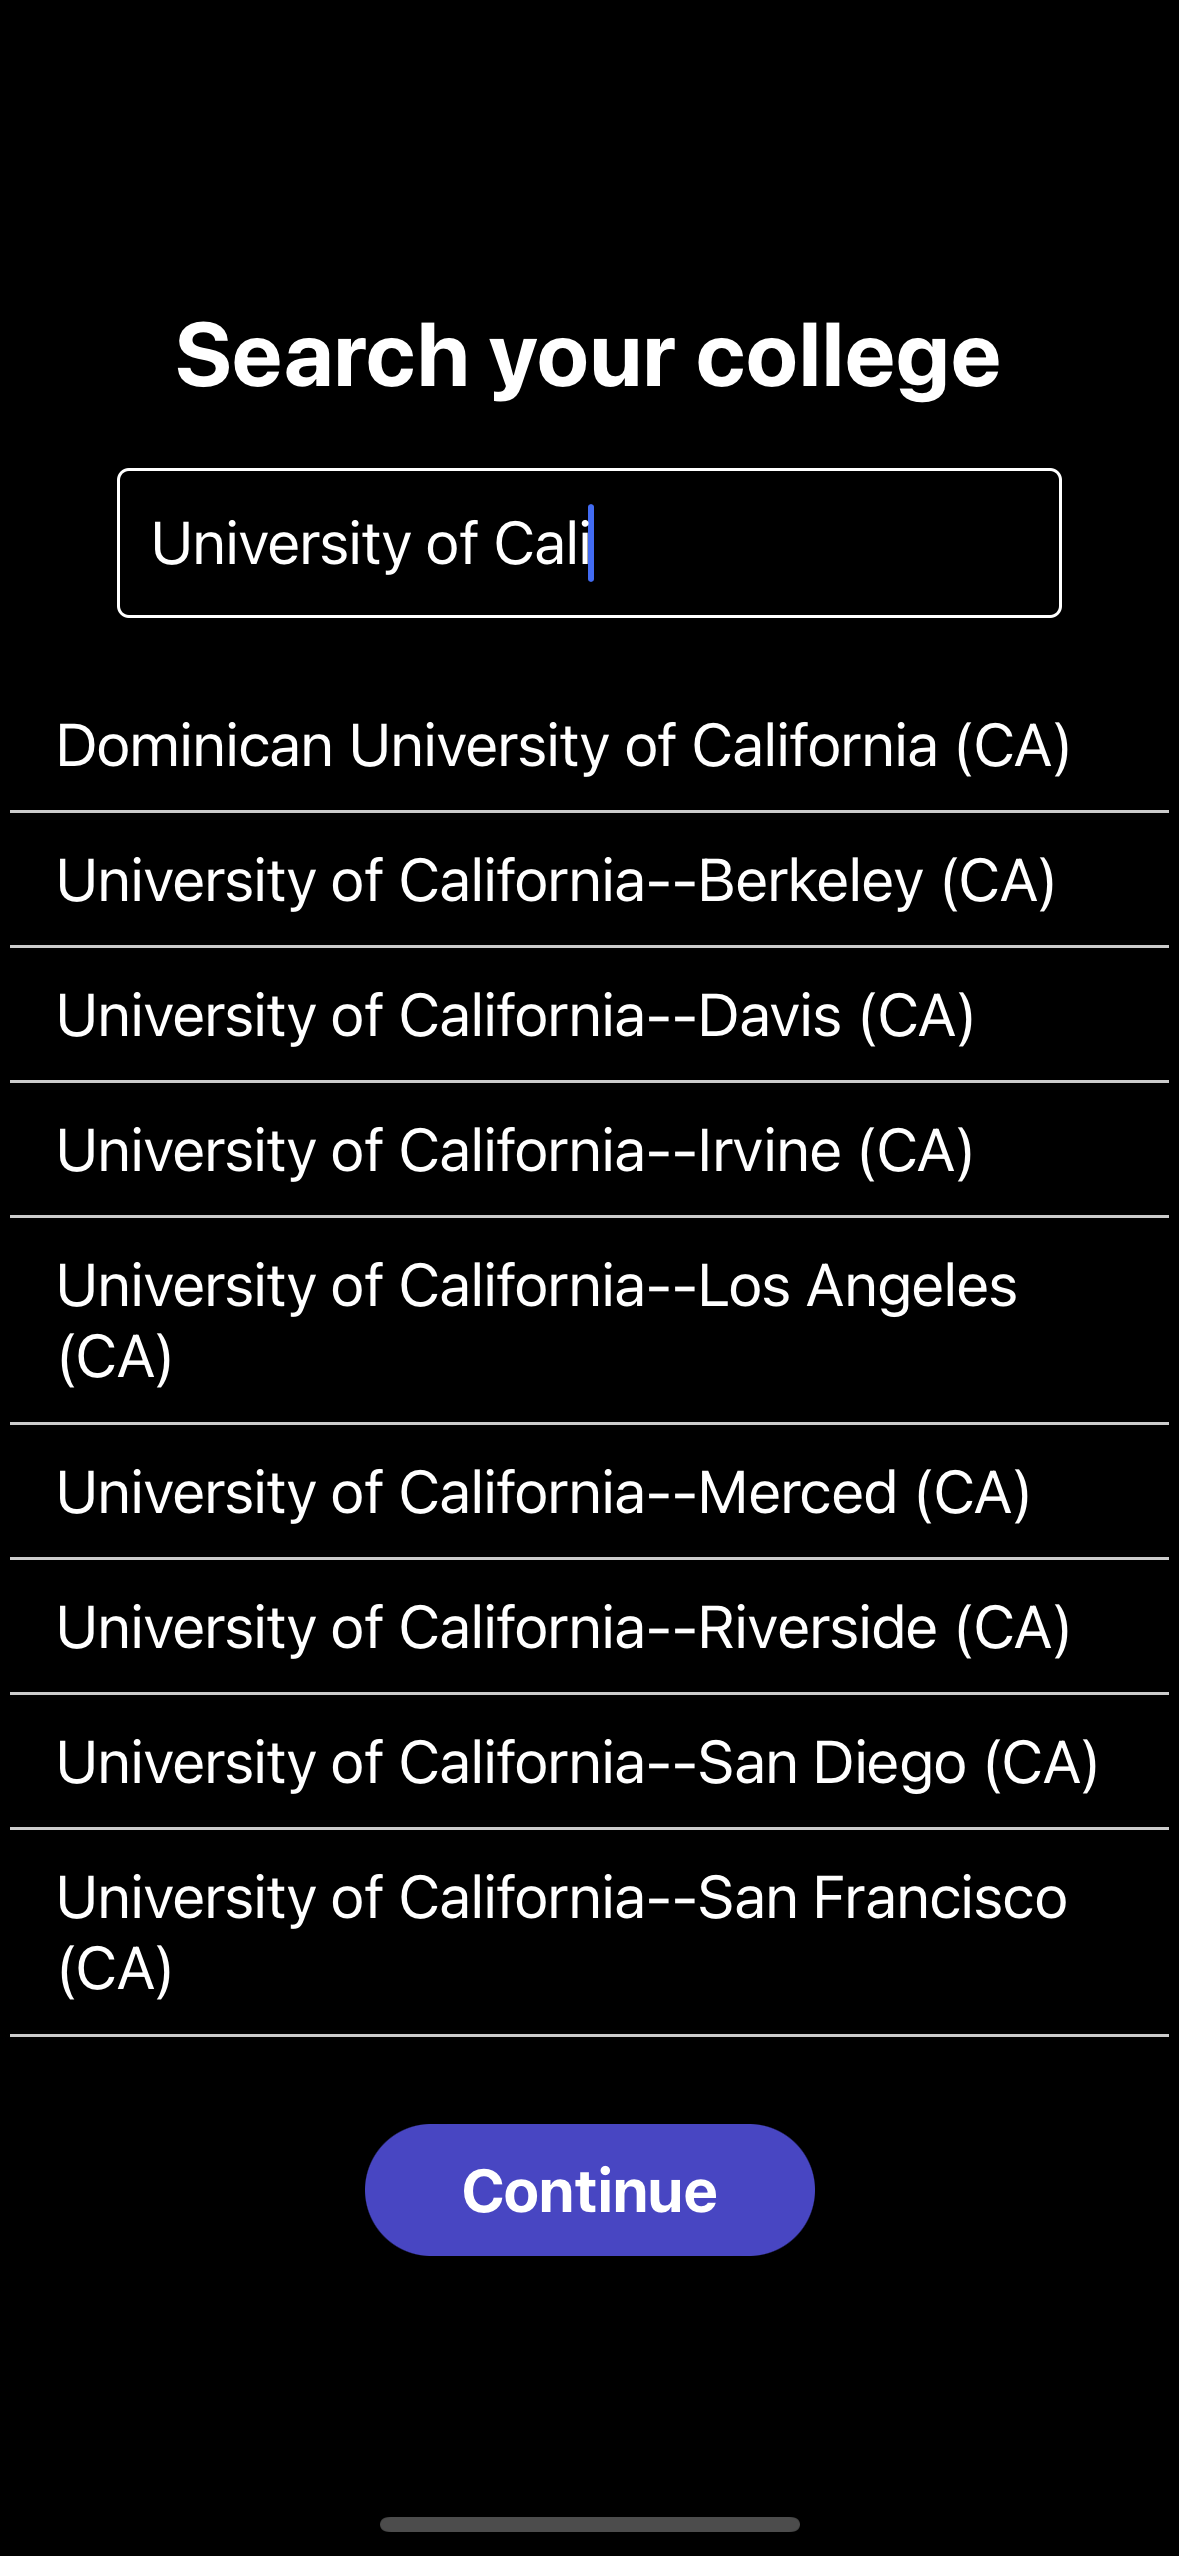 Search your college
University of Cali
Dominican University of California (CA)
University of California--Berkeley (CA)
University of California--Davis (CA)
University of California--Irvine (CA)
University of California--Los Angeles
(CA)
University of California--Merced (CA)
University of California--Riverside (CA)
University of California--San Diego (CA)
University of California--San Francisco
(CA)
Continue